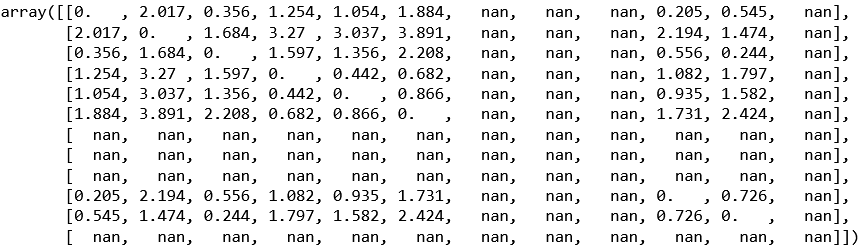 array([[0.   , 2.017, 0.356, 1.254, 1.054, 1.884,   nan,   nan,   nan, 0.205, 0.545,   nan],
       [2.017, 0.   , 1.684, 3.27 , 3.037, 3.891,   nan,   nan,   nan, 2.194, 1.474,   nan],
       [0.356, 1.684, 0.   , 1.597, 1.356, 2.208,   nan,   nan,   nan, 0.556, 0.244,   nan],
       [1.254, 3.27 , 1.597, 0.   , 0.442, 0.682,   nan,   nan,   nan, 1.082, 1.797,   nan],
       [1.054, 3.037, 1.356, 0.442, 0.   , 0.866,   nan,   nan,   nan, 0.935, 1.582,   nan],
       [1.884, 3.891, 2.208, 0.682, 0.866, 0.   ,   nan,   nan,   nan, 1.731, 2.424,   nan],
       [  nan,   nan,   nan,   nan,   nan,   nan,   nan,   nan,   nan,   nan,   nan,   nan],
       [  nan,   nan,   nan,   nan,   nan,   nan,   nan,   nan,   nan,   nan,   nan,   nan],
       [  nan,   nan,   nan,   nan,   nan,   nan,   nan,   nan,   nan,   nan,   nan,   nan],
       [0.205, 2.194, 0.556, 1.082, 0.935, 1.731,   nan,   nan,   nan, 0.   , 0.726,   nan],
       [0.545, 1.474, 0.244, 1.797, 1.582, 2.424,   nan,   nan,   nan, 0.726, 0.   ,   nan],
       [  nan,   nan,   nan,   nan,   nan,   nan,   nan,   nan,   nan,   nan,   nan,   nan]])